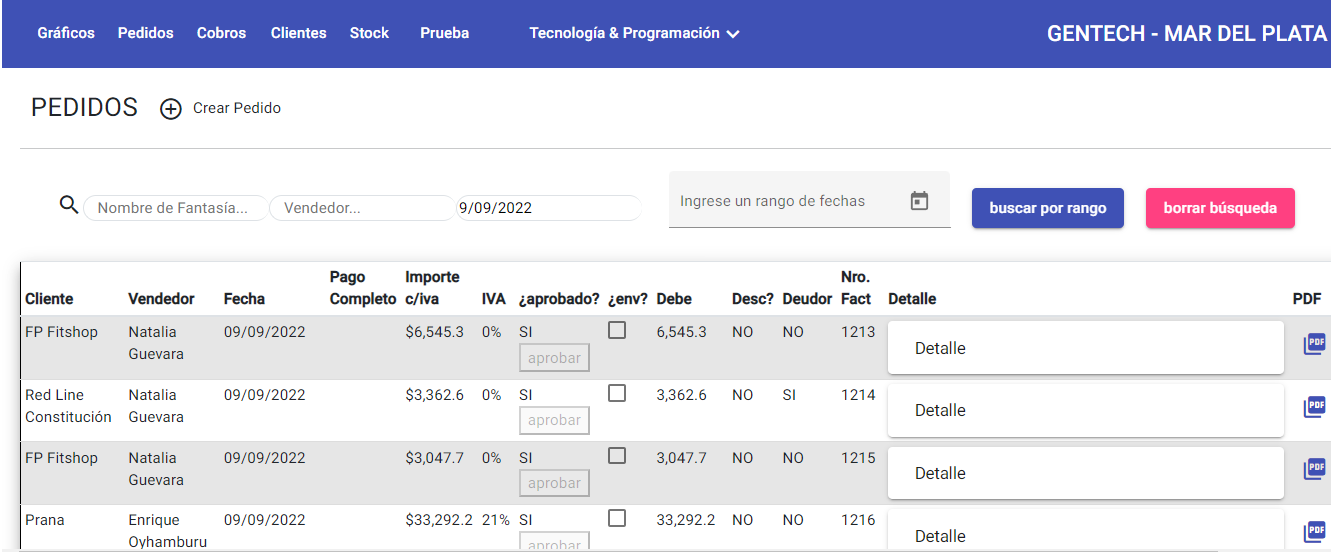 Gráficos Pedidos Cobros Clientes Stock Prueba Tecnología & Programación GENTECH - MAR DEL PLATA
PEDIDOS Crear Pedido
Nombre de Fantasía... Vendedor... 9/09/2022 Ingrese un rango de fechas buscar por rango borrar búsqueda
Cliente Vendedor Fecha Pago Completo Importe c/iva IVA ¿aprobado? ¿env? Debe Desc? Deudor Nro. Fact Detalle PDF
FP Fitshop Natalia Guevara 09/09/2022 $6,545.3 0% SI aprobar 6,545.3 NO NO 1213 Detalle PDF
Red Line Constitución Natalia Guevara 09/09/2022 $3,362.6 0% SI aprobar 3,362.6 NO SI 1214 Detalle PDF
FP Fitshop Natalia Guevara 09/09/2022 $3,047.7 0% SI aprobar 3,047.7 NO NO 1215 Detalle PDF
Prana Enrique Oyhamburu 09/09/2022 $33,292.2 21% SI aprobar 33,292.2 NO NO 1216 Detalle PDF